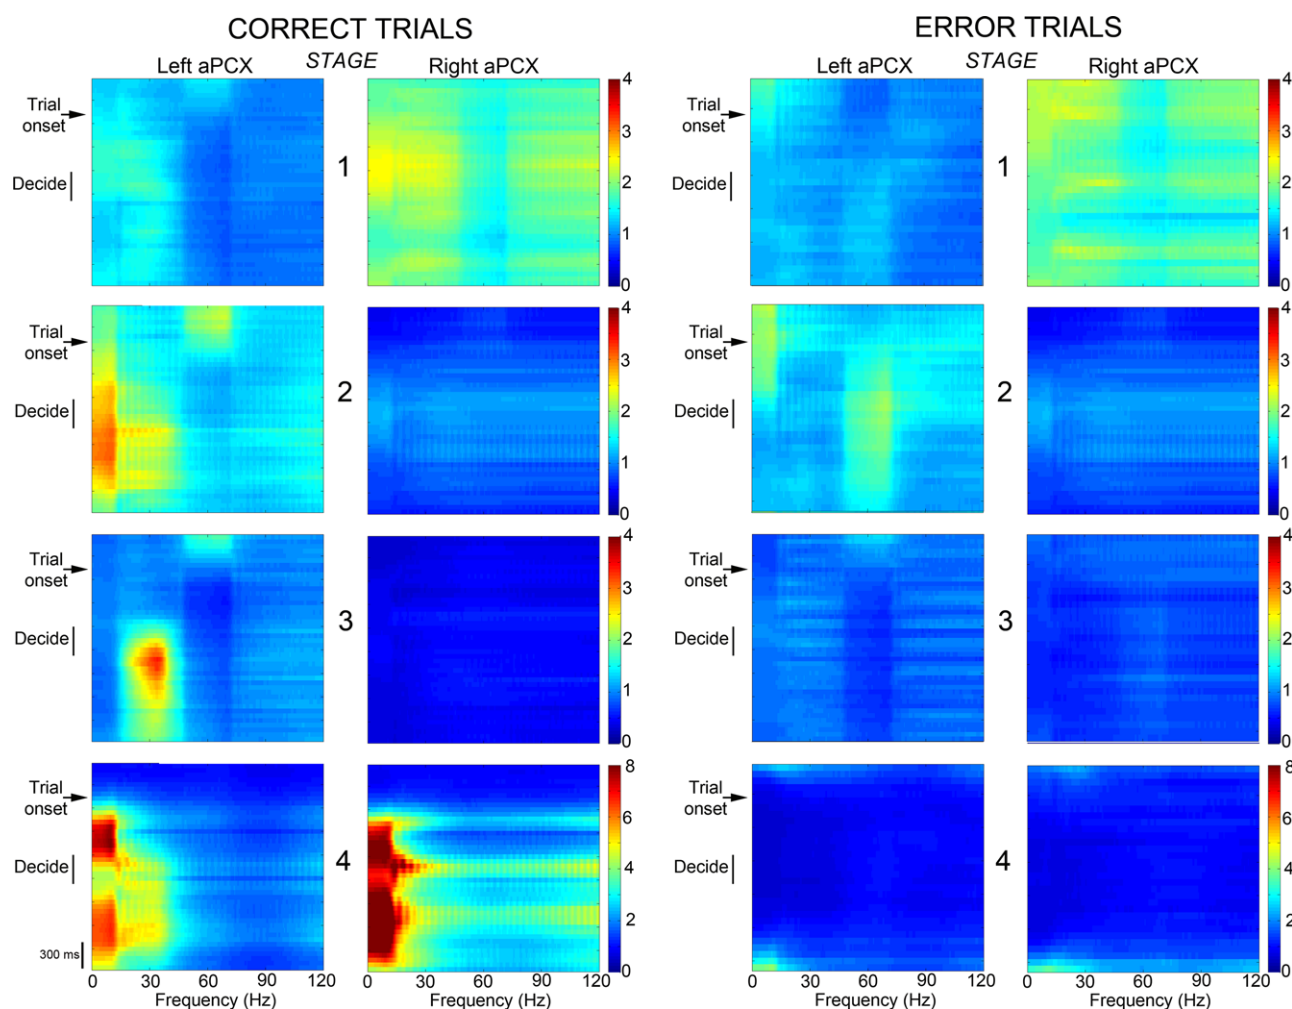 CORRECT TRIALS
ERROR TRIALS
Left aPCX
STAGE
Right aPCX
Left aPCX
STAGE
Right aPCX
Trial
onset
Decide
1
4
3
2
1
0
Trial
onset
Decide
1
4
3
2
1
0
Trial
onset
Decide
2
4
3
2
1
0
Trial
onset
Decide
2
4
3
2
1
0
Trial
onset
Decide
3
4
3
2
1
0
Trial
onset
Decide
3
4
3
2
1
0
Trial
onset
Decide
300 ms
4
8
6
4
2
0
Trial
onset
Decide
4
8
6
4
2
0
0 30 60 90 120
0 30 60 90 120
0 30 60 90 120
0 30 60 90 120
Frequency (Hz)
Frequency (Hz)
Frequency (Hz)
Frequency (Hz)